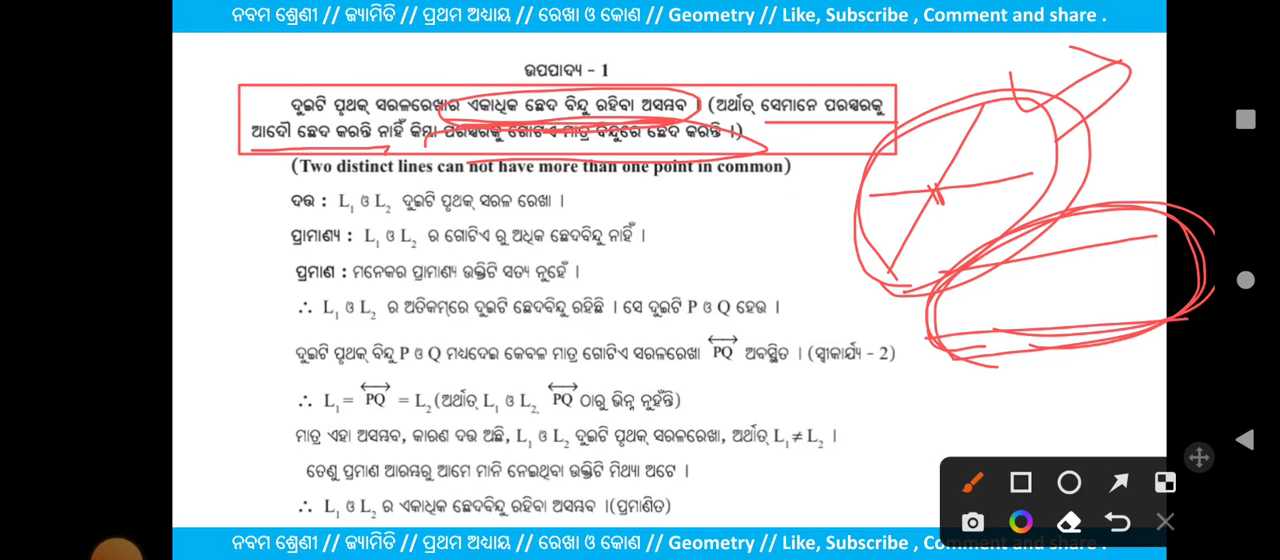 ନବମ ଶ୍ରେଣୀ // ଜ୍ୟାମିତି // ପ୍ରଥମ ଅଧ୍ୟାୟ // ରେଖା ଓ କୋଣ // Geometry // Like, Subscribe , Comment and share .
ଉପପାଦ୍ୟ - 1
ଦୁଇଟି ପୃଥକ୍ ସରଳରେଖାର ଏକାଧିକ ଛେଦ ବିନ୍ଦୁ ରହିବା ଅସମ୍ଭବ । (ଅର୍ଥାତ୍ ସେମାନେ ପରସ୍ପରକୁ
ଆଦୌ ଛେଦ କରନ୍ତି ନାହିଁ କିମ୍ବା ପରସ୍ପରକୁ ଗୋଟିଏ ମାତ୍ର ବିନ୍ଦୁରେ ଛେଦ କରନ୍ତି ।)
(Two distinct lines can not have more than one point in common)
ଦତ୍ତ : L₁ ଓ L₂ ଦୁଇଟି ପୃଥକ୍ ସରଳ ରେଖା ।
ପ୍ରାମାଣ୍ୟ : L₁ ଓ L₂ ର ଗୋଟିଏ ରୁ ଅଧିକ ଛେଦବିନ୍ଦୁ ନାହିଁ ।
ପ୍ରମାଣ : ମନେକର ପ୍ରାମାଣ୍ୟ ଉକ୍ତିଟି ସତ୍ୟ ନୁହେଁ ।
∴ L₁ ଓ L₂ ର ଅତିକମ୍‌ରେ ଦୁଇଟି ଛେଦବିନ୍ଦୁ ରହିଛି । ସେ ଦୁଇଟି P ଓ Q ହେଉ ।
ଦୁଇଟି ପୃଥକ୍ ବିନ୍ଦୁ P ଓ Q ମଧ୍ୟଦେଇ କେବଳ ମାତ୍ର ଗୋଟିଏ ସରଳରେଖା PQ ଅବସ୍ଥିତ । (ସ୍ୱୀକାର୍ଯ୍ୟ - 2)
∴ L₁ = PQ = L₂ (ଅର୍ଥାତ୍ L₁ ଓ L₂, PQ ଠାରୁ ଭିନ୍ନ ନୁହଁନ୍ତି)
ମାତ୍ର ଏହା ଅସମ୍ଭବ, କାରଣ ଦତ୍ତ ଅଛି, L₁ ଓ L₂ ଦୁଇଟି ପୃଥକ୍ ସରଳରେଖା, ଅର୍ଥାତ୍ L₁ ≠ L₂ ।
ତେଣୁ ପ୍ରମାଣ ଆରମ୍ଭରୁ ଆମେ ମାନି ନେଇଥିବା ଉକ୍ତିଟି ମିଥ୍ୟା ଅଟେ ।
∴ L₁ ଓ L₂ ର ଏକାଧିକ ଛେଦବିନ୍ଦୁ ରହିବା ଅସମ୍ଭବ ।(ପ୍ରମାଣିତ)
ନବମ ଶ୍ରେଣୀ // ଜ୍ୟାମିତି // ପ୍ରଥମ ଅଧ୍ୟାୟ // ରେଖା ଓ କୋଣ // Geometry // Like, Subscribe , Comment and share .